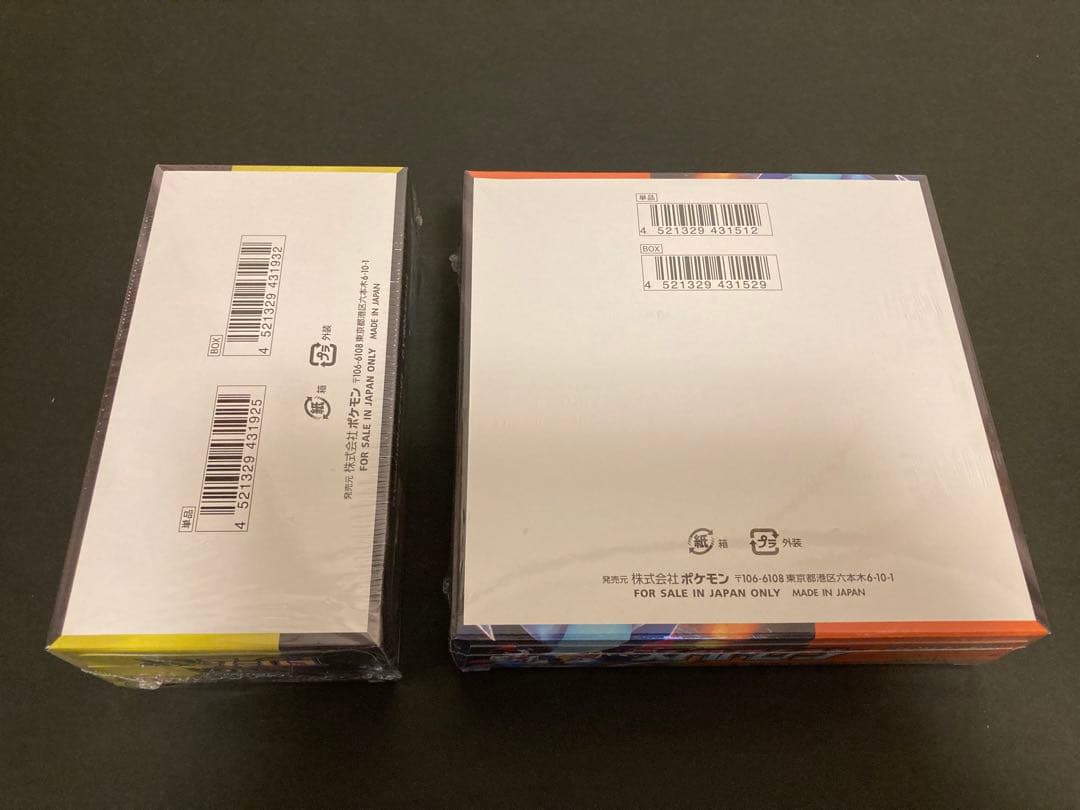 BOX
4 521329 431932
単品
4 521329 431925
紙 箱
プラ 外装
発売元 株式会社ポケモン 〒106-6108 東京都港区六本木6-10-1
FOR SALE IN JAPAN ONLY MADE IN JAPAN
単品
4 521329 431512
BOX
4 521329 431529
紙 箱 プラ 外装
発売元 株式会社ポケモン 〒106-6108 東京都港区六本木6-10-1
FOR SALE IN JAPAN ONLY MADE IN JAPAN